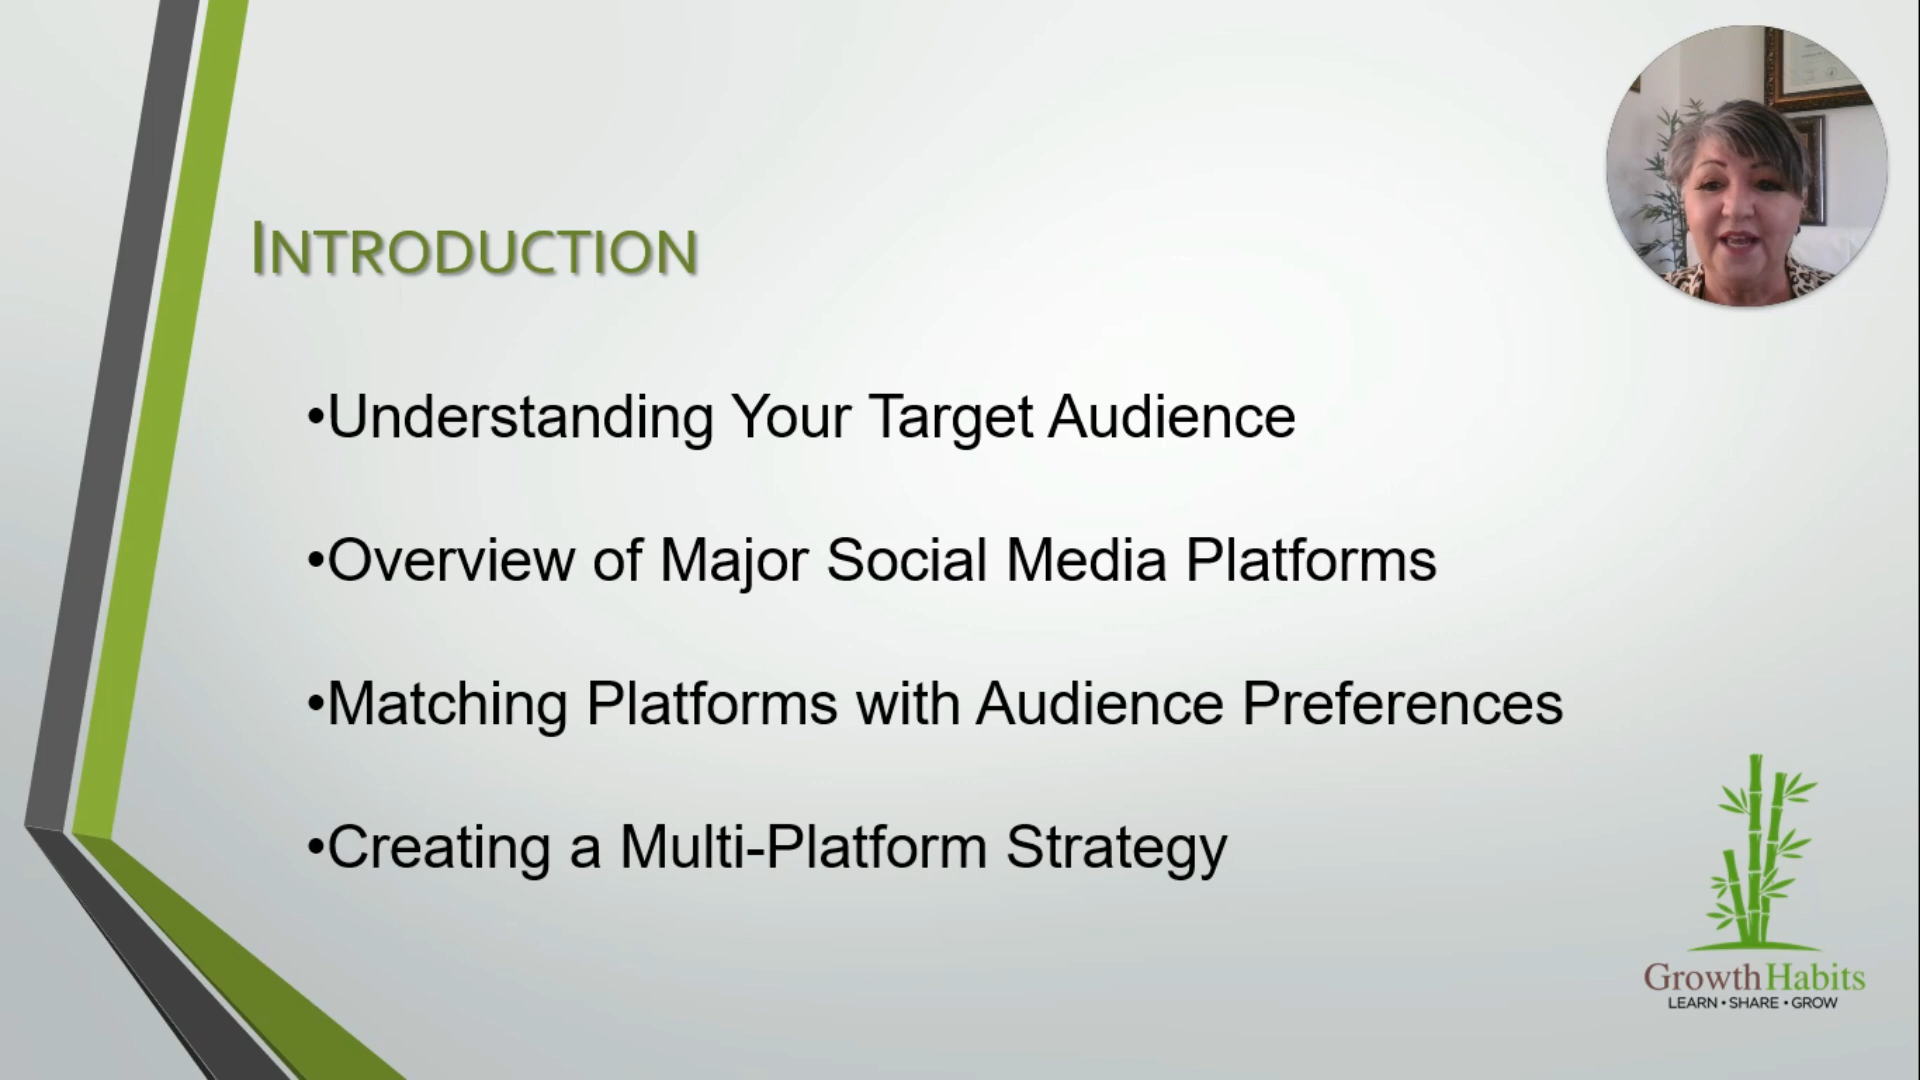 INTRODUCTION
•Understanding Your Target Audience
•Overview of Major Social Media Platforms
•Matching Platforms with Audience Preferences
•Creating a Multi-Platform Strategy
GrowthHabits
LEARN • SHARE • GROW